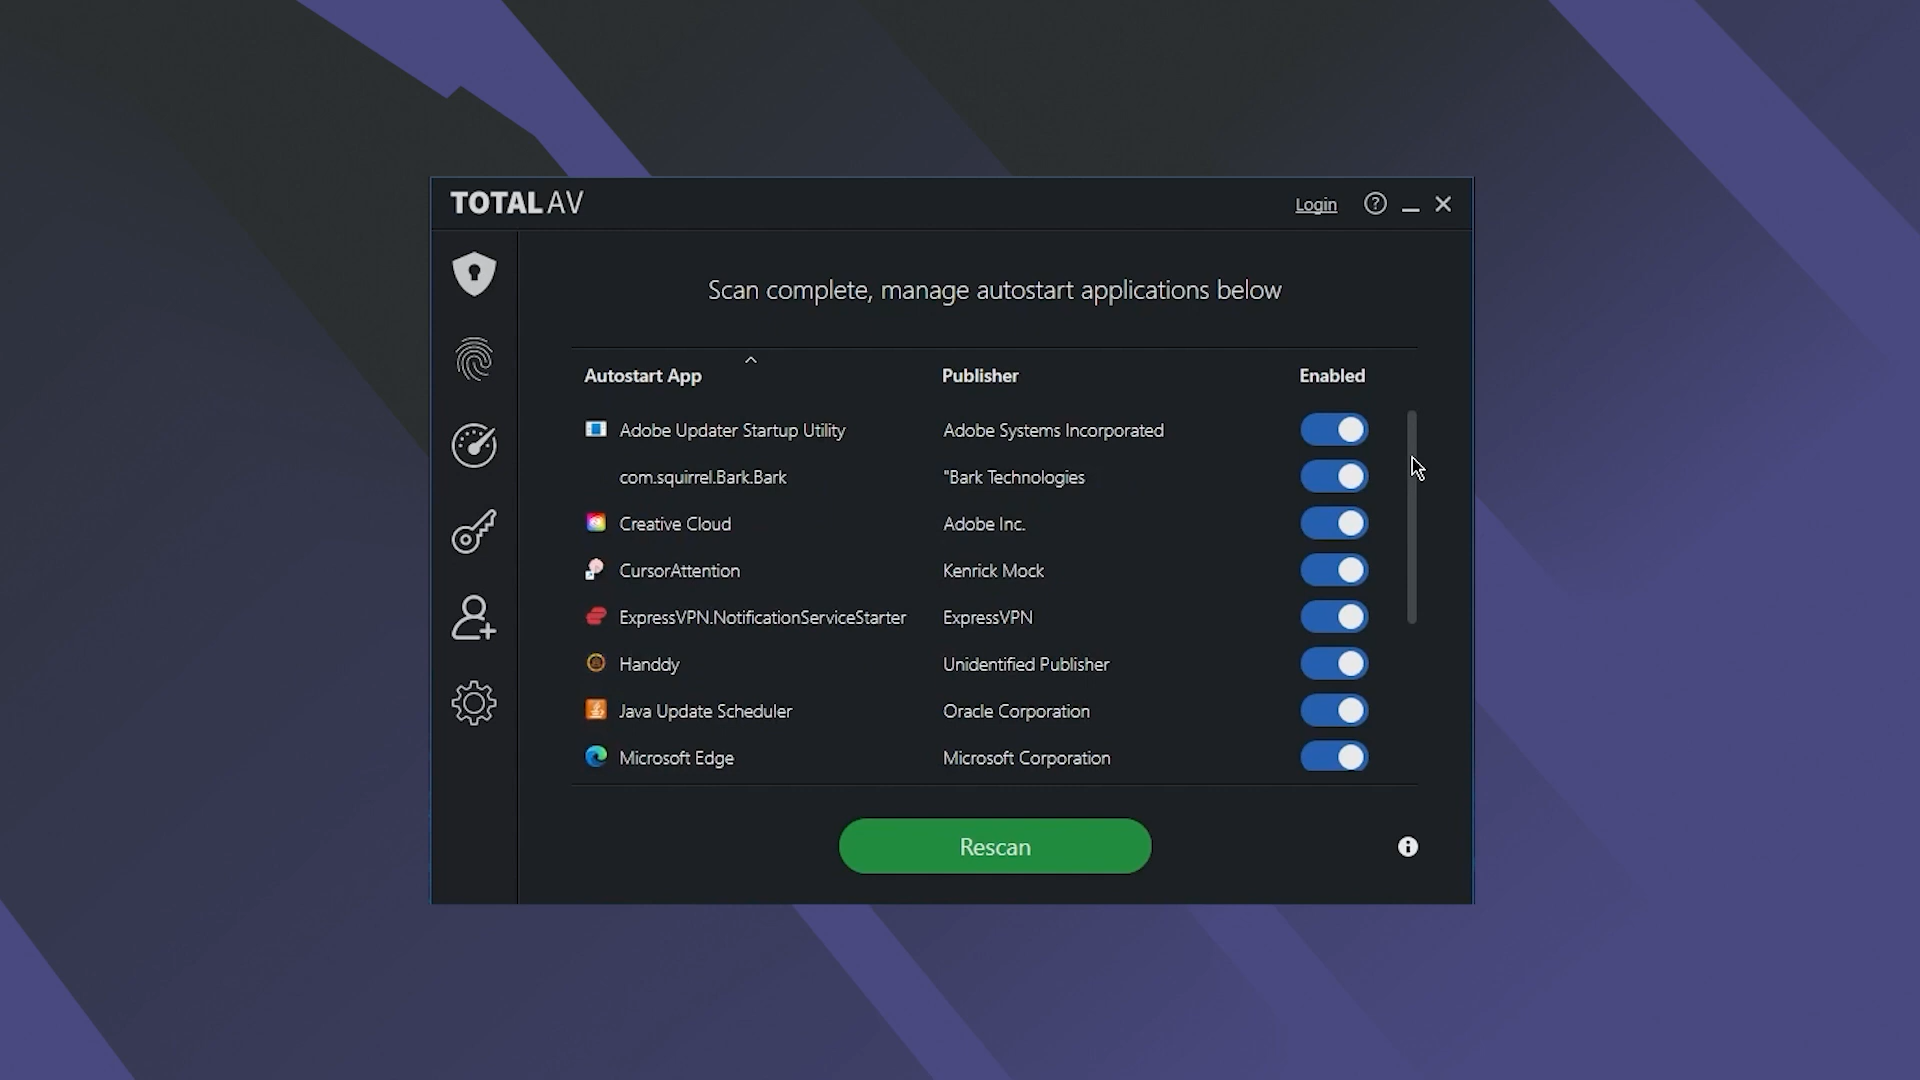 TOTALAV
Login
Scan complete, manage autostart applications below
Autostart App Publisher Enabled
Adobe Updater Startup Utility Adobe Systems Incorporated
com.squirrel.Bark.Bark "Bark Technologies
Creative Cloud Adobe Inc.
CursorAttention Kenrick Mock
ExpressVPN.NotificationServiceStarter ExpressVPN
Handdy Unidentified Publisher
Java Update Scheduler Oracle Corporation
Microsoft Edge Microsoft Corporation
Rescan